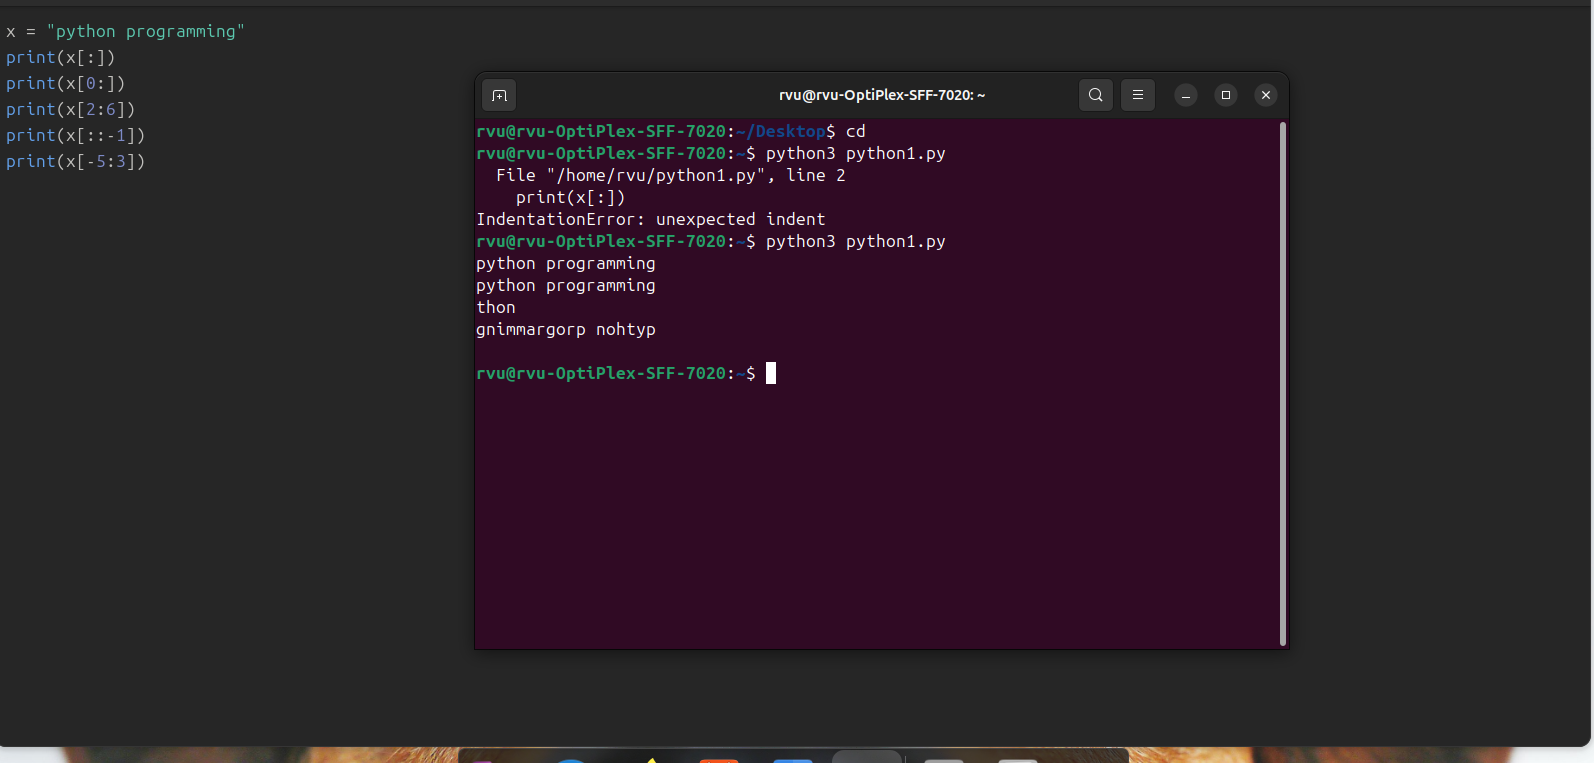 x = "python programming"
print(x[:])
print(x[0:])
print(x[2:6])
print(x[::-1])
print(x[-5:3])
rvu@rvu-OptiPlex-SFF-7020: ~
rvu@rvu-OptiPlex-SFF-7020:~/Desktop$ cd
rvu@rvu-OptiPlex-SFF-7020:~$ python3 python1.py
  File "/home/rvu/python1.py", line 2
    print(x[:])
IndentationError: unexpected indent
rvu@rvu-OptiPlex-SFF-7020:~$ python3 python1.py
python programming
python programming
thon
gnimmargorp nohtyp

rvu@rvu-OptiPlex-SFF-7020:~$